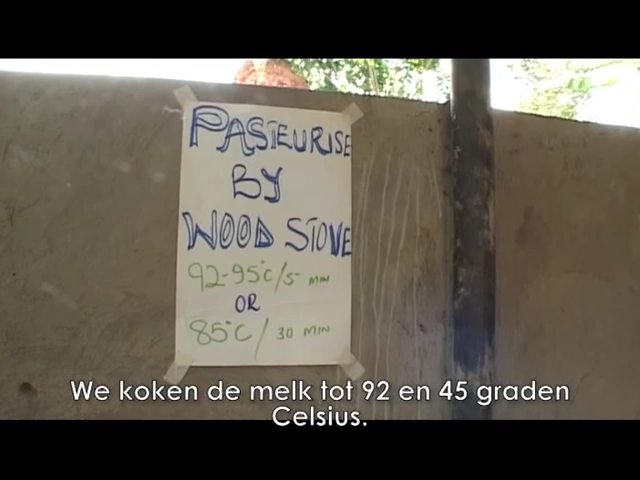 PASTEURISE
BY
WOOD STOVE
92-95°C/5 MIN
OR
85°C/ 30 MIN
We koken de melk tot 92 en 45 graden
Celsius.